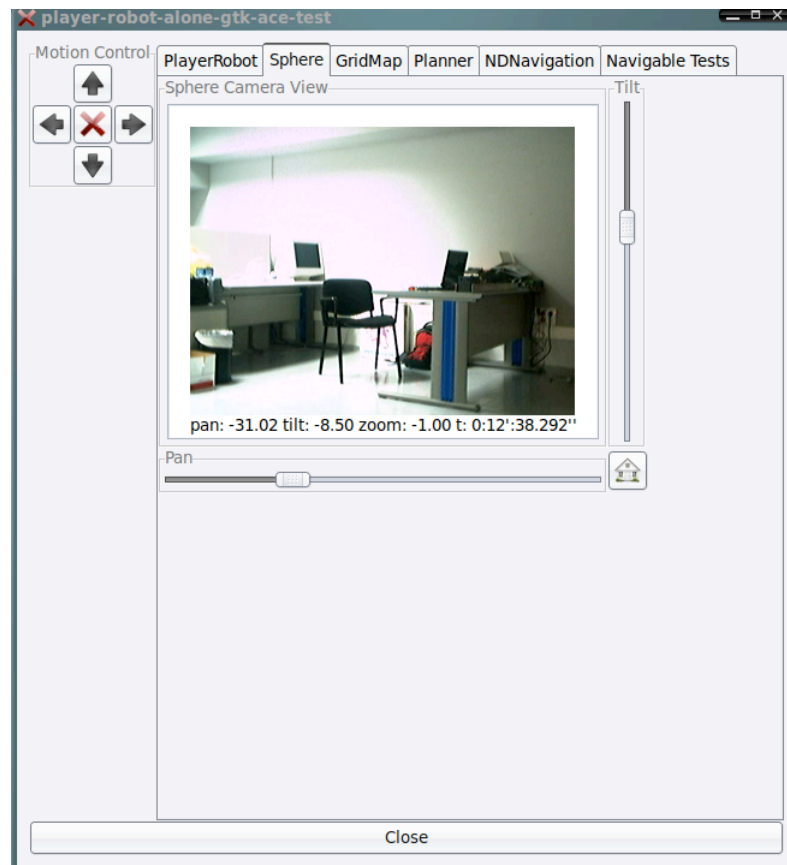 player-robot-alone-gtk-ace-test
Motion Control
PlayerRobot Sphere GridMap Planner NDNavigation Navigable Tests
Sphere Camera View
Tilt
pan: -31.02 tilt: -8.50 zoom: -1.00 t: 0:12':38.292''
Pan
Close